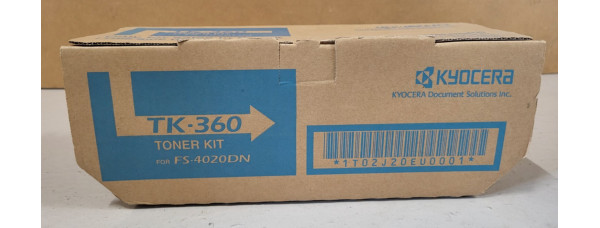 TK-360
TONER KIT
FOR FS-4020DN
KYOCERA
KYOCERA Document Solutions Inc.
*1T02J20EU0001*